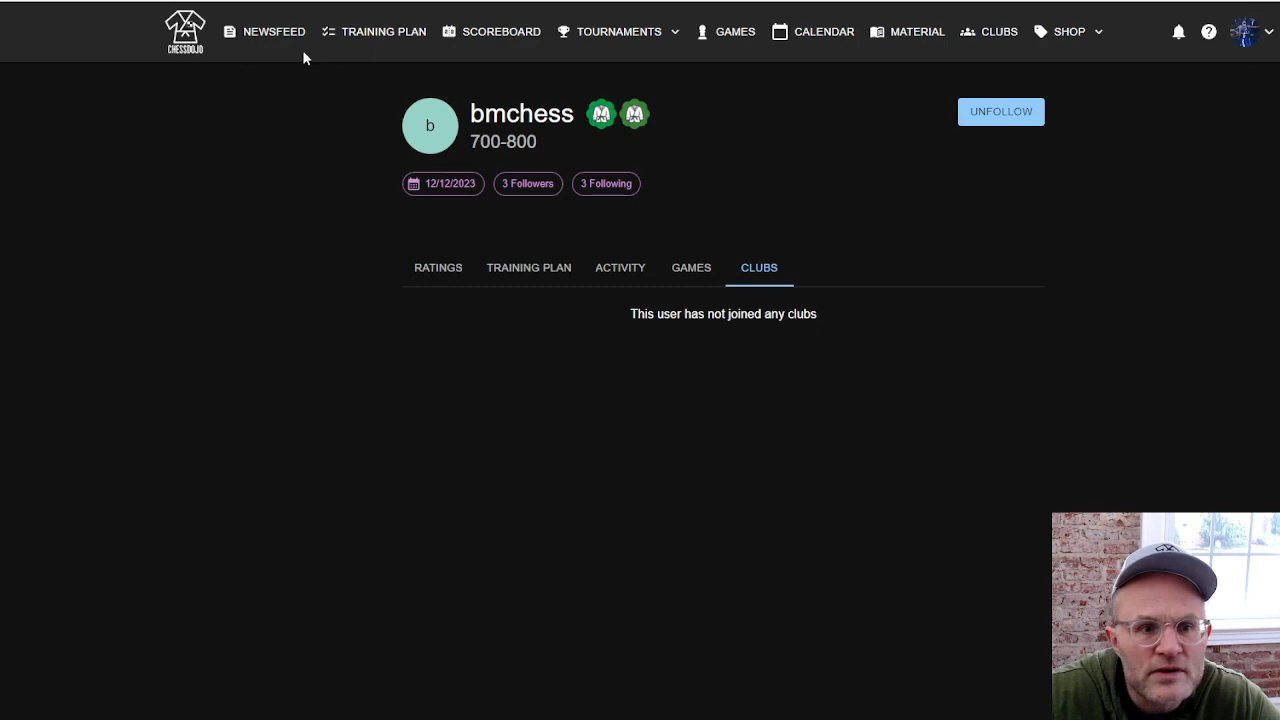 CHESSDOJO
NEWSFEED TRAINING PLAN SCOREBOARD TOURNAMENTS GAMES CALENDAR MATERIAL CLUBS SHOP
b
bmchess
700-800
UNFOLLOW
12/12/2023 3 Followers 3 Following
RATINGS TRAINING PLAN ACTIVITY GAMES CLUBS
This user has not joined any clubs